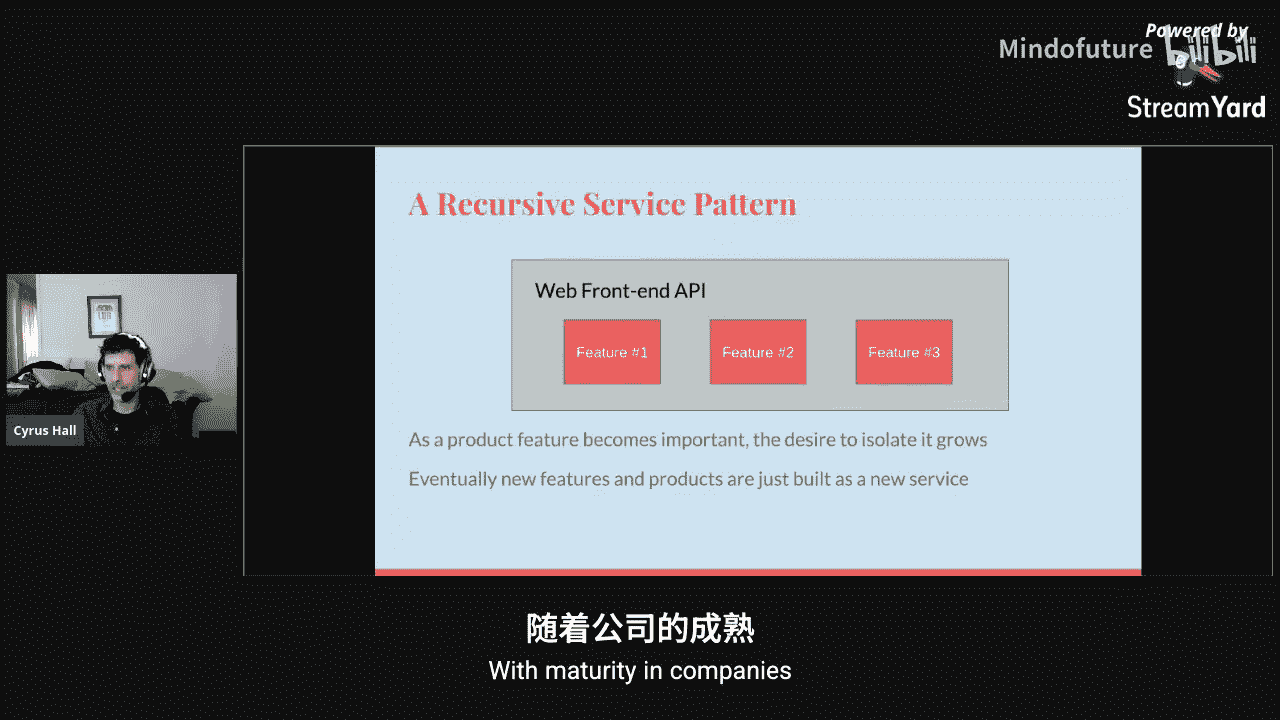 Powered by
Mindofuture bilibili
StreamYard
A Recursive Service Pattern
Web Front-end API
Feature #1
Feature #2
Feature #3
As a product feature becomes important, the desire to isolate it grows
Eventually new features and products are just built as a new service
Cyrus Hall
随着公司的成熟
With maturity in companies